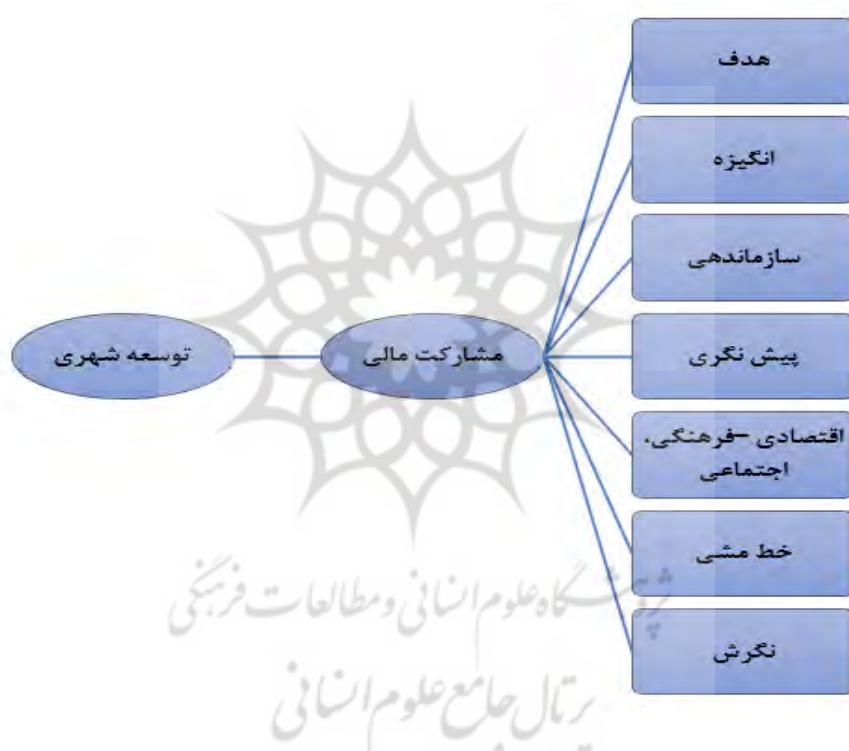 هدف
انگیزه
سازماندهی
پیش نگری
اقتصادی –فرهنگی،
اجتماعی
خط مشی
نگرش
مشارکت مالی
توسعه شهری
پژوهشگاه علوم انسانی و مطالعات فرهنگی
پرتال جامع علوم انسانی